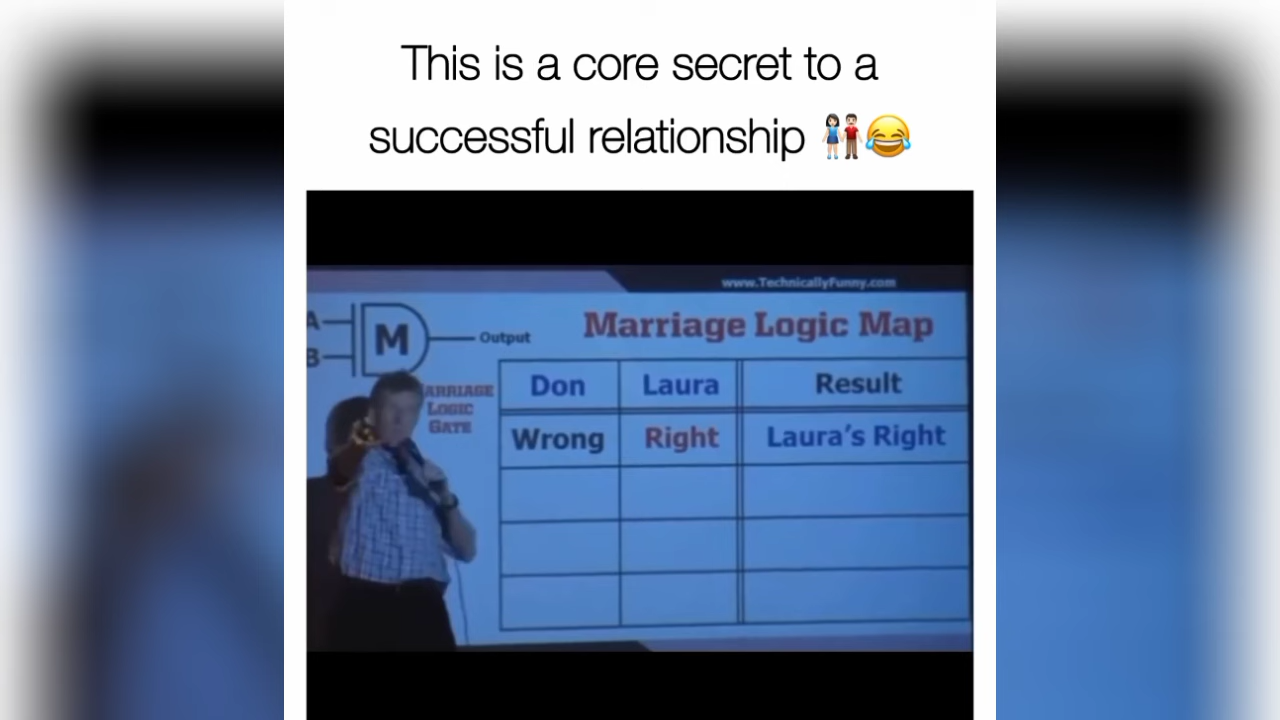 This is a core secret to a
successful relationship 👫😂
www.TechnicallyFunny.com
A
M
Output
B
Marriage Logic Map
ARRIAGE
LOGIC
GATE
Don Laura Result
Wrong Right Laura's Right